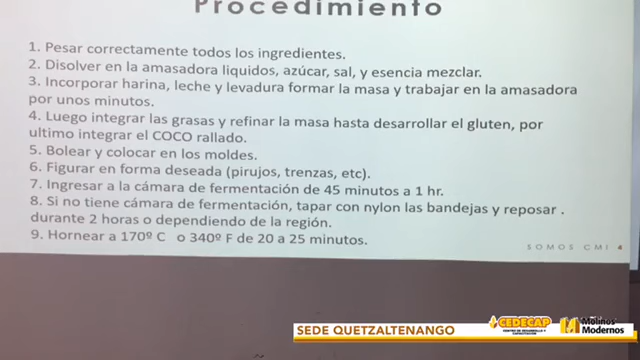 Procedimiento
1. Pesar correctamente todos los ingredientes.
2. Disolver en la amasadora liquidos, azúcar, sal, y esencia mezclar.
3. Incorporar harina, leche y levadura formar la masa y trabajar en la amasadora
por unos minutos.
4. Luego integrar las grasas y refinar la masa hasta desarrollar el gluten, por
ultimo integrar el COCO rallado.
5. Bolear y colocar en los moldes.
6. Figurar en forma deseada (pirujos, trenzas, etc).
7. Ingresar a la cámara de fermentación de 45 minutos a 1 hr.
8. Si no tiene cámara de fermentación, tapar con nylon las bandejas y reposar .
durante 2 horas o dependiendo de la región.
9. Hornear a 170º C o 340º F de 20 a 25 minutos.
SOMOS CMI
SEDE QUETZALTENANGO
CEDECAP
CENTRO DE DESARROLLO Y
CAPACITACIÓN
Molinos
Modernos